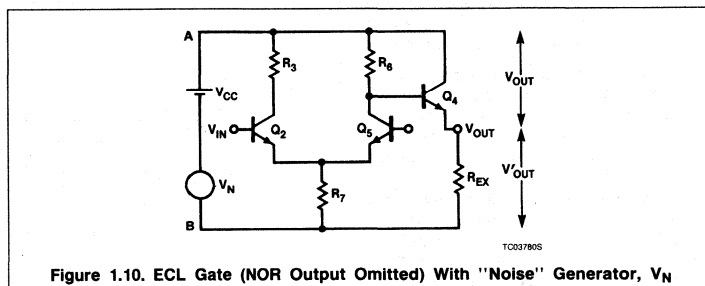 A
R3
R6
Q4
VOUT
VCC
VIN
Q2
Q5
VOUT
VN
R7
REX
V'OUT
B
TC03780S
Figure 1.10. ECL Gate (NOR Output Omitted) With "Noise" Generator, VN